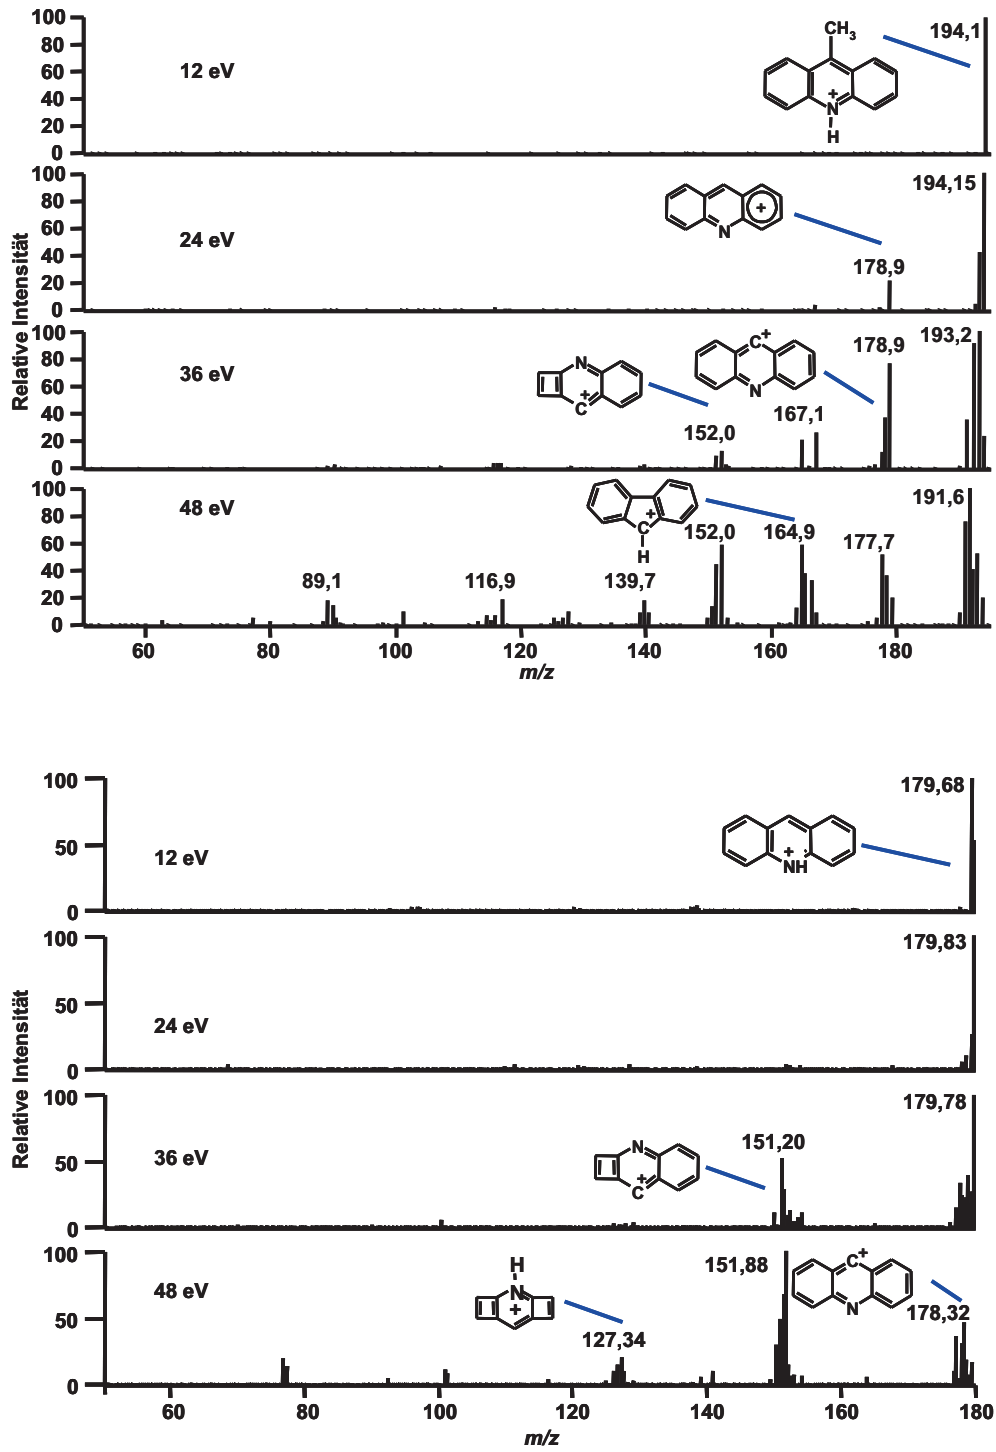 100
80
60
40
20
0
12 eV
CH3
N
+
H
194,1
100
80
60
40
20
0
24 eV
N
+
178,9
194,15
Relative Intensität
100
80
60
40
20
0
36 eV
N
C+
152,0
C+
N
167,1
178,9
193,2
100
80
60
40
20
0
48 eV
89,1
116,9
139,7
C+
H
152,0
164,9
177,7
191,6
60 80 100 120 140 160 180
m/z
100
50
0
12 eV
+
NH
179,68
100
50
0
24 eV
179,83
Relative Intensität
100
50
0
36 eV
N
C+
151,20
179,78
100
50
0
48 eV
H
N
+
127,34
151,88
C+
N
178,32
60 80 100 120 140 160 180
m/z